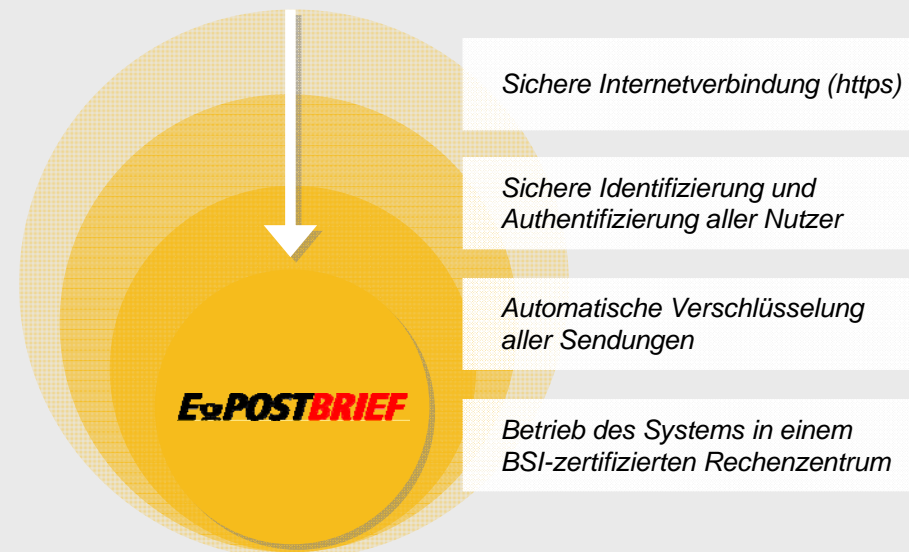 Sichere Internetverbindung (https)
Sichere Identifizierung und
Authentifizierung aller Nutzer
Automatische Verschlüsselung
aller Sendungen
E POSTBRIEF
Betrieb des Systems in einem
BSI-zertifizierten Rechenzentrum